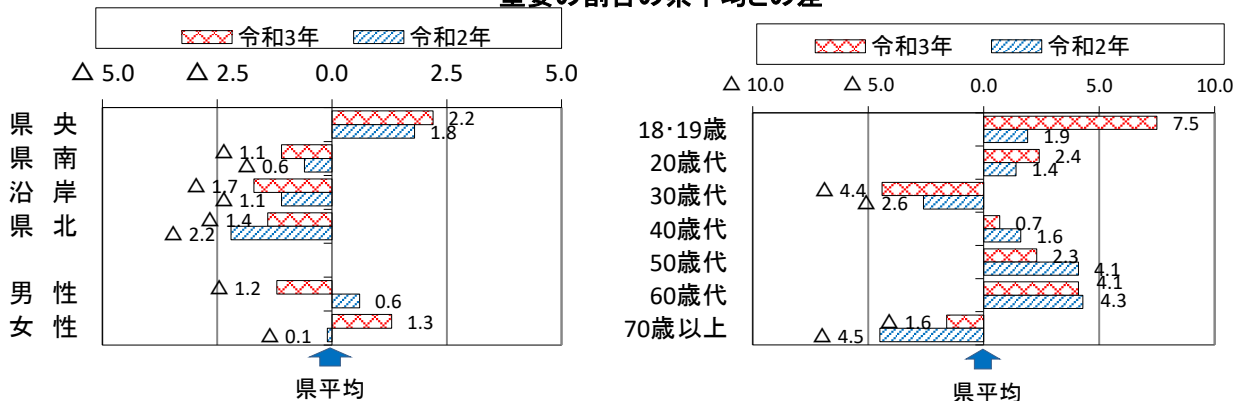 重要の割合の県平均との差
令和3年 令和2年
△ 5.0 △ 2.5 0.0 2.5 5.0
県 央 2.2
1.8
県 南 △ 1.1
△ 0.6
沿 岸 △ 1.7
△ 1.1
県 北 △ 1.4
△ 2.2
男 性 △ 1.2
0.6
女 性 1.3
△ 0.1
県平均
令和3年 令和2年
△ 10.0 △ 5.0 0.0 5.0 10.0
18・19歳 7.5
1.9
20歳代 2.4
1.4
30歳代 △ 4.4
△ 2.6
40歳代 0.7
1.6
50歳代 2.3
4.1
60歳代 4.1
4.3
70歳以上 △ 1.6
△ 4.5
県平均